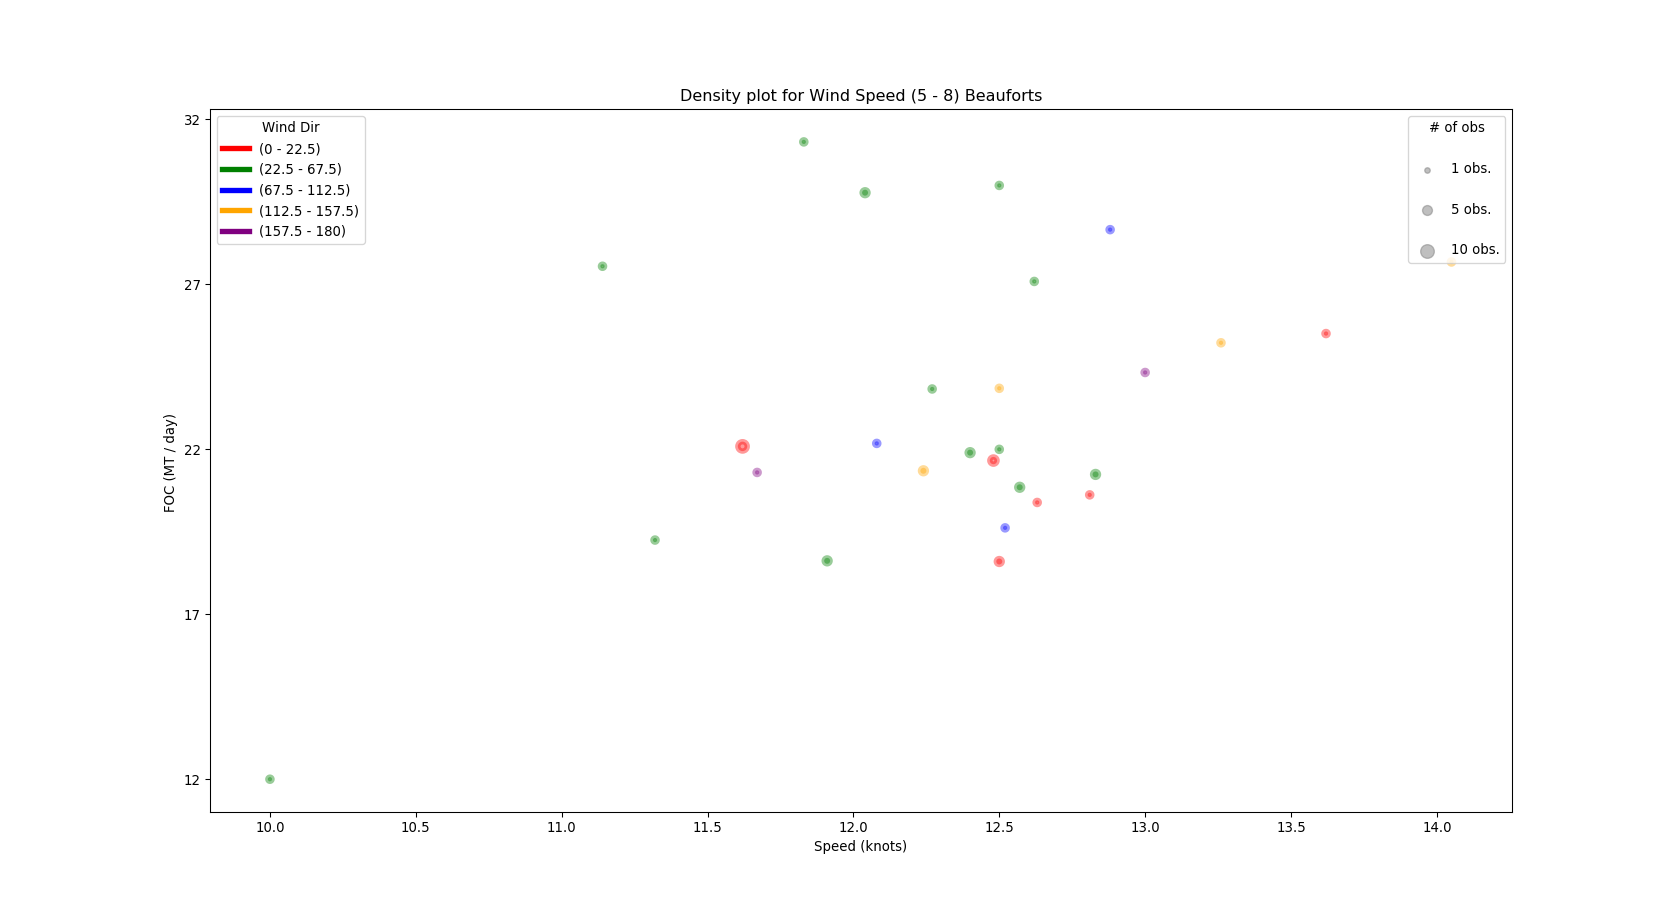 Density plot for Wind Speed (5 - 8) Beauforts
Wind Dir
(0 - 22.5)
(22.5 - 67.5)
(67.5 - 112.5)
(112.5 - 157.5)
(157.5 - 180)
# of obs
1 obs.
5 obs.
10 obs.
32
27
22
17
12
FOC (MT / day)
10.0 10.5 11.0 11.5 12.0 12.5 13.0 13.5 14.0
Speed (knots)